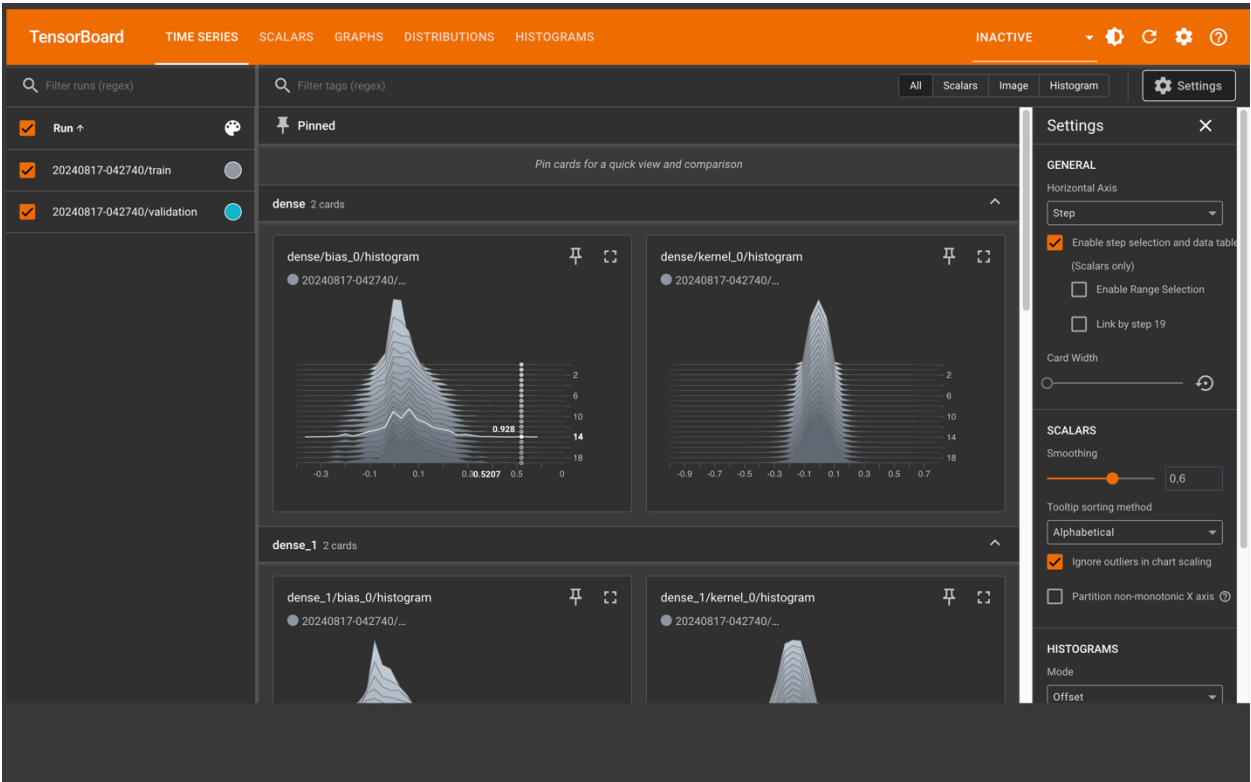 TensorBoard TIME SERIES SCALARS GRAPHS DISTRIBUTIONS HISTOGRAMS INACTIVE
Filter runs (regex)
Filter tags (regex)
All Scalars Image Histogram Settings
Run
20240817-042740/train
20240817-042740/validation
Pinned
Pin cards for a quick view and comparison
dense 2 cards
dense/bias_0/histogram
20240817-042740/...
2
6
10
0.928
14
18
-0.3 -0.1 0.1 0.5207 0.5 0
dense/kernel_0/histogram
20240817-042740/...
2
6
10
14
18
-0.9 -0.7 -0.5 -0.3 -0.1 0.1 0.3 0.5 0.7
dense_1 2 cards
dense_1/bias_0/histogram
20240817-042740/...
dense_1/kernel_0/histogram
20240817-042740/...
Settings
GENERAL
Horizontal Axis
Step
Enable step selection and data table
(Scalars only)
Enable Range Selection
Link by step 19
Card Width
SCALARS
Smoothing
0,6
Tooltip sorting method
Alphabetical
Ignore outliers in chart scaling
Partition non-monotonic X axis
HISTOGRAMS
Mode
Offset